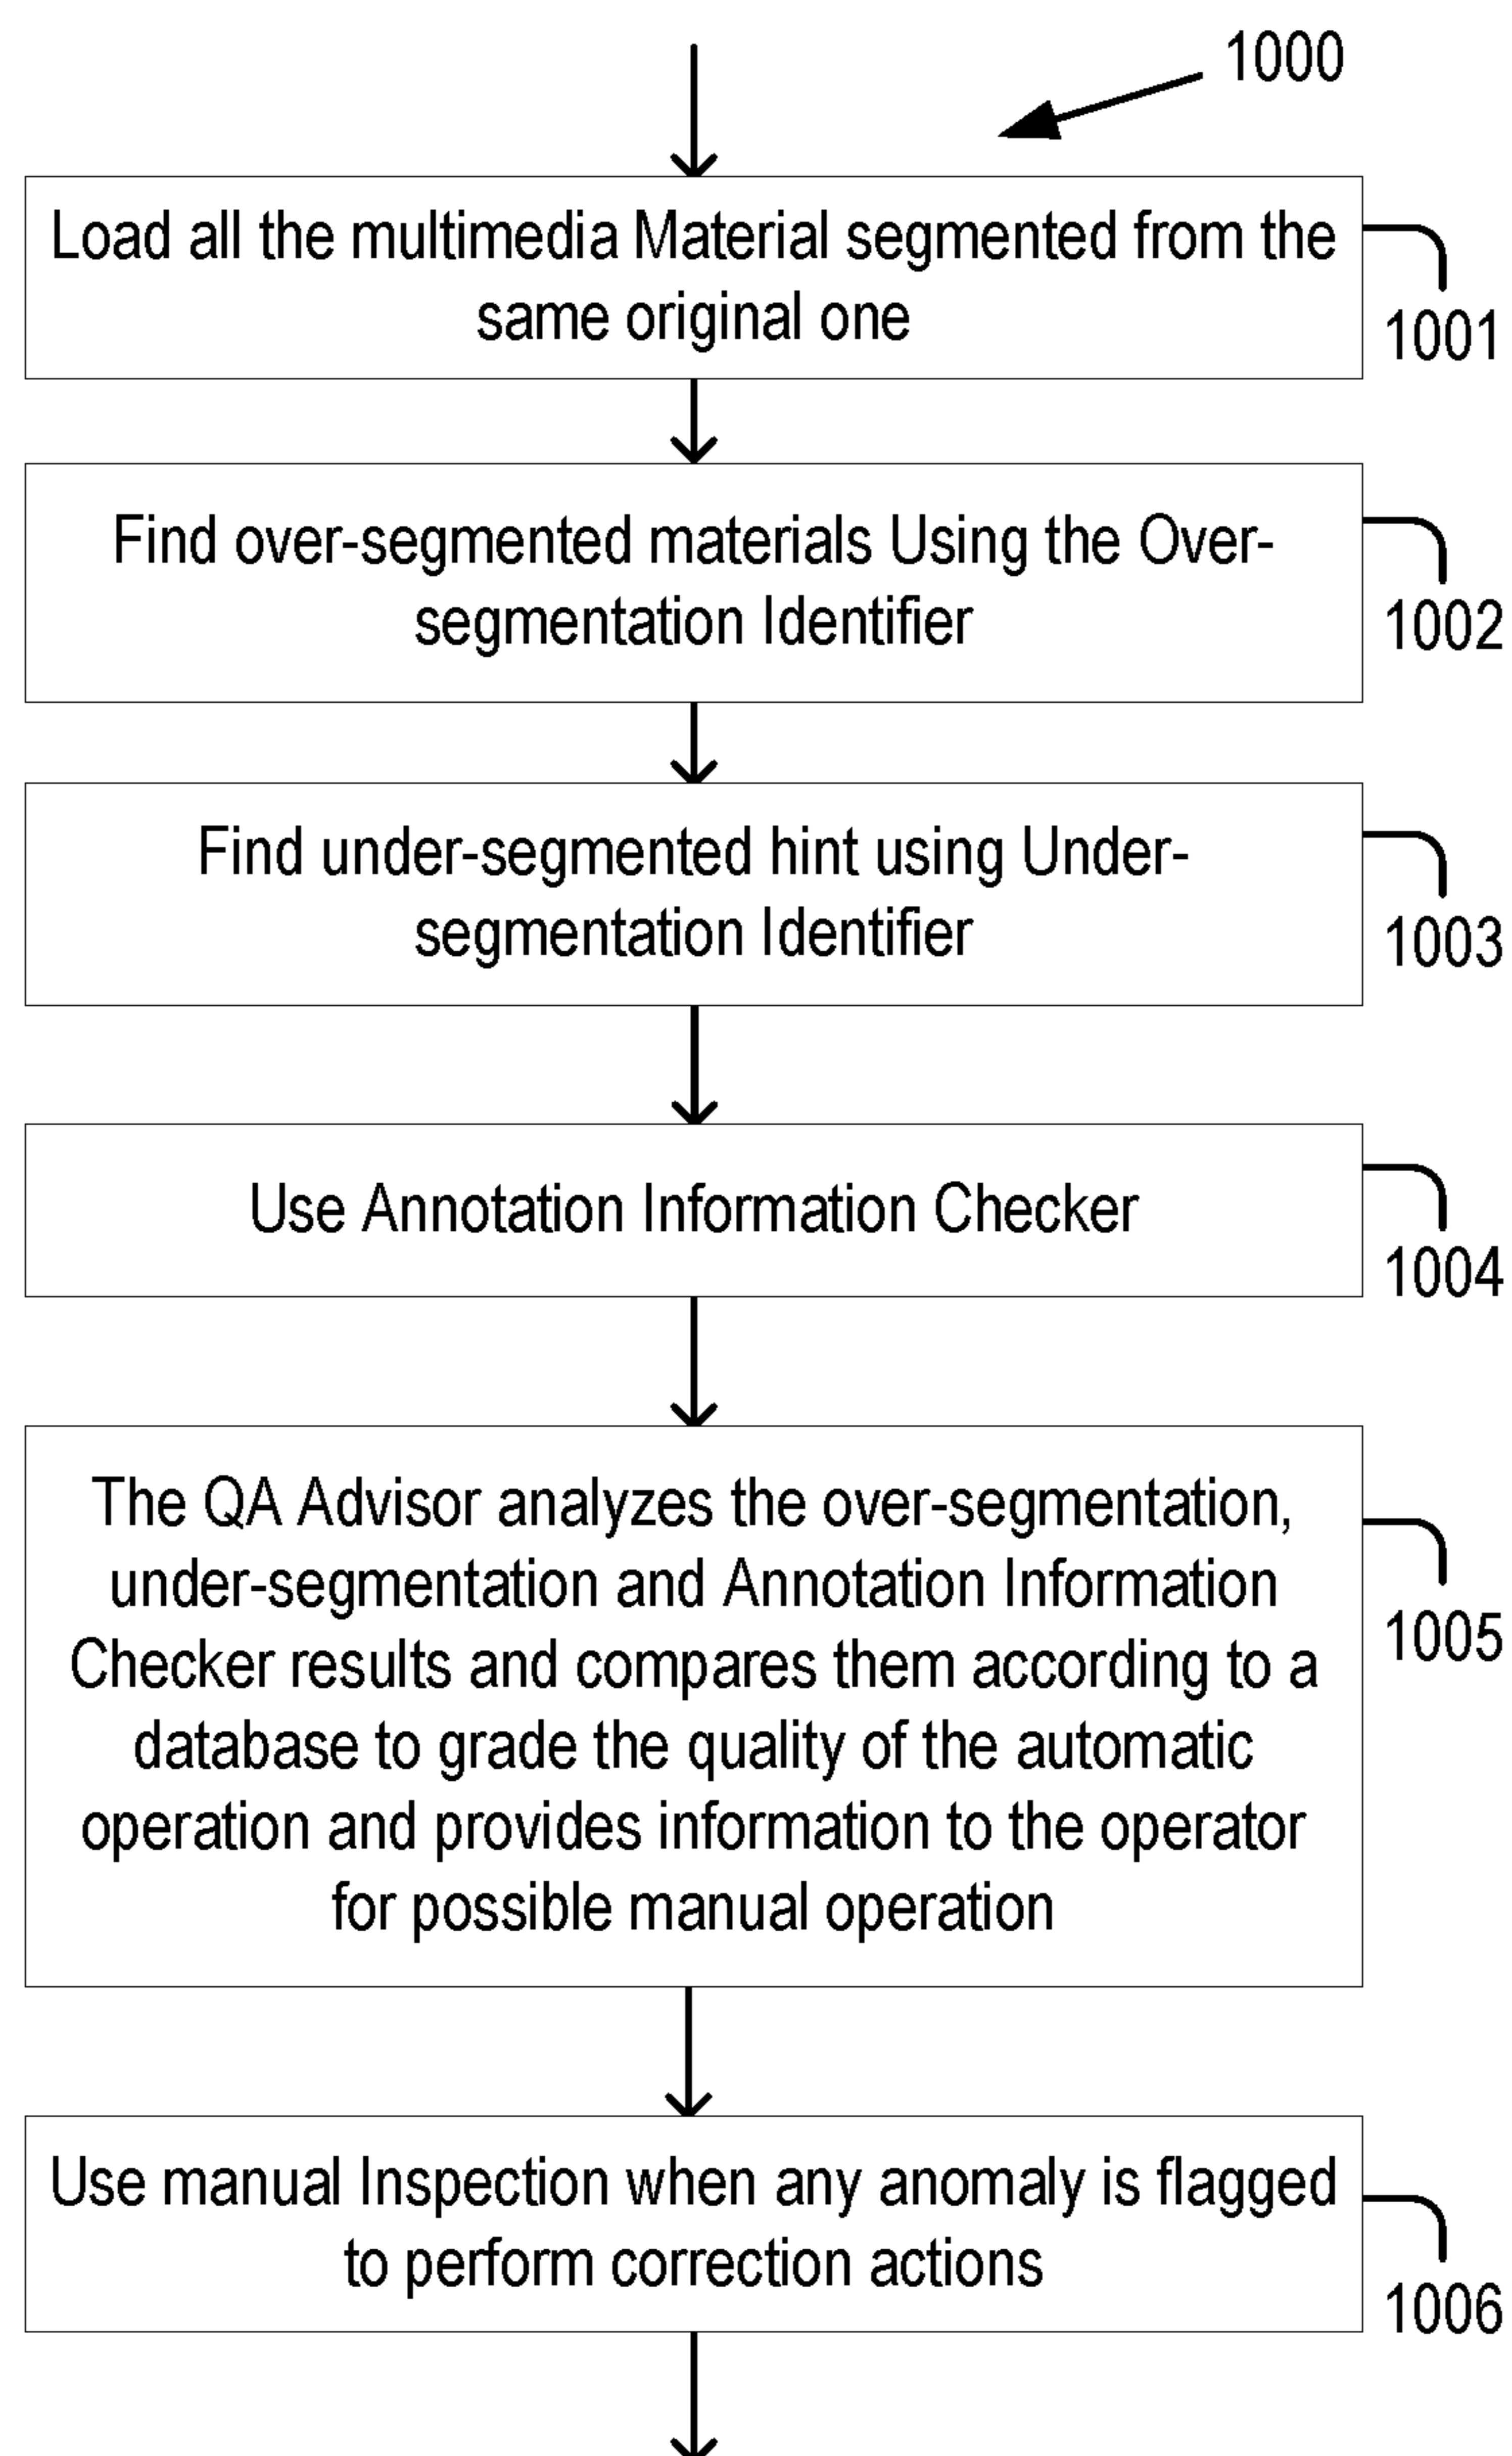 1000
Load all the multimedia Material segmented from the
same original one
1001
Find over-segmented materials Using the Over-
segmentation Identifier
1002
Find under-segmented hint using Under-
segmentation Identifier
1003
Use Annotation Information Checker
1004
The QA Advisor analyzes the over-segmentation,
under-segmentation and Annotation Information
Checker results and compares them according to a
database to grade the quality of the automatic
operation and provides information to the operator
for possible manual operation
1005
Use manual Inspection when any anomaly is flagged
to perform correction actions
1006